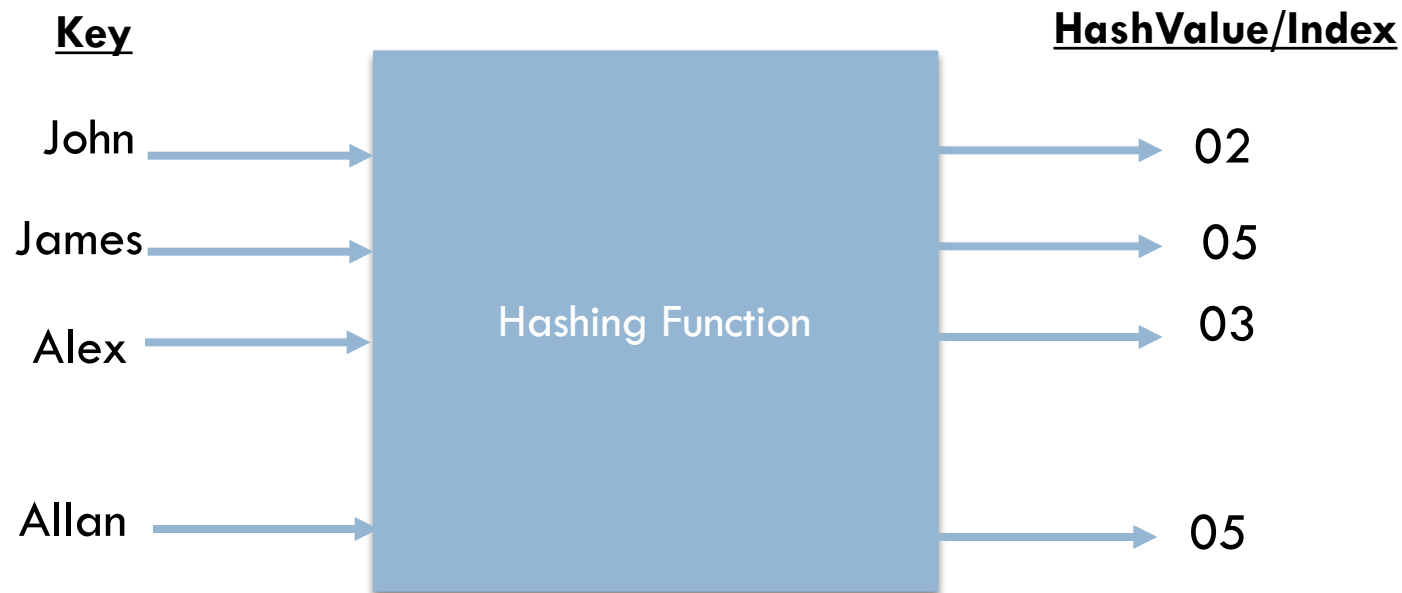 Key
HashValue/Index
John
02
James
05
Alex
Hashing Function
03
Allan
05